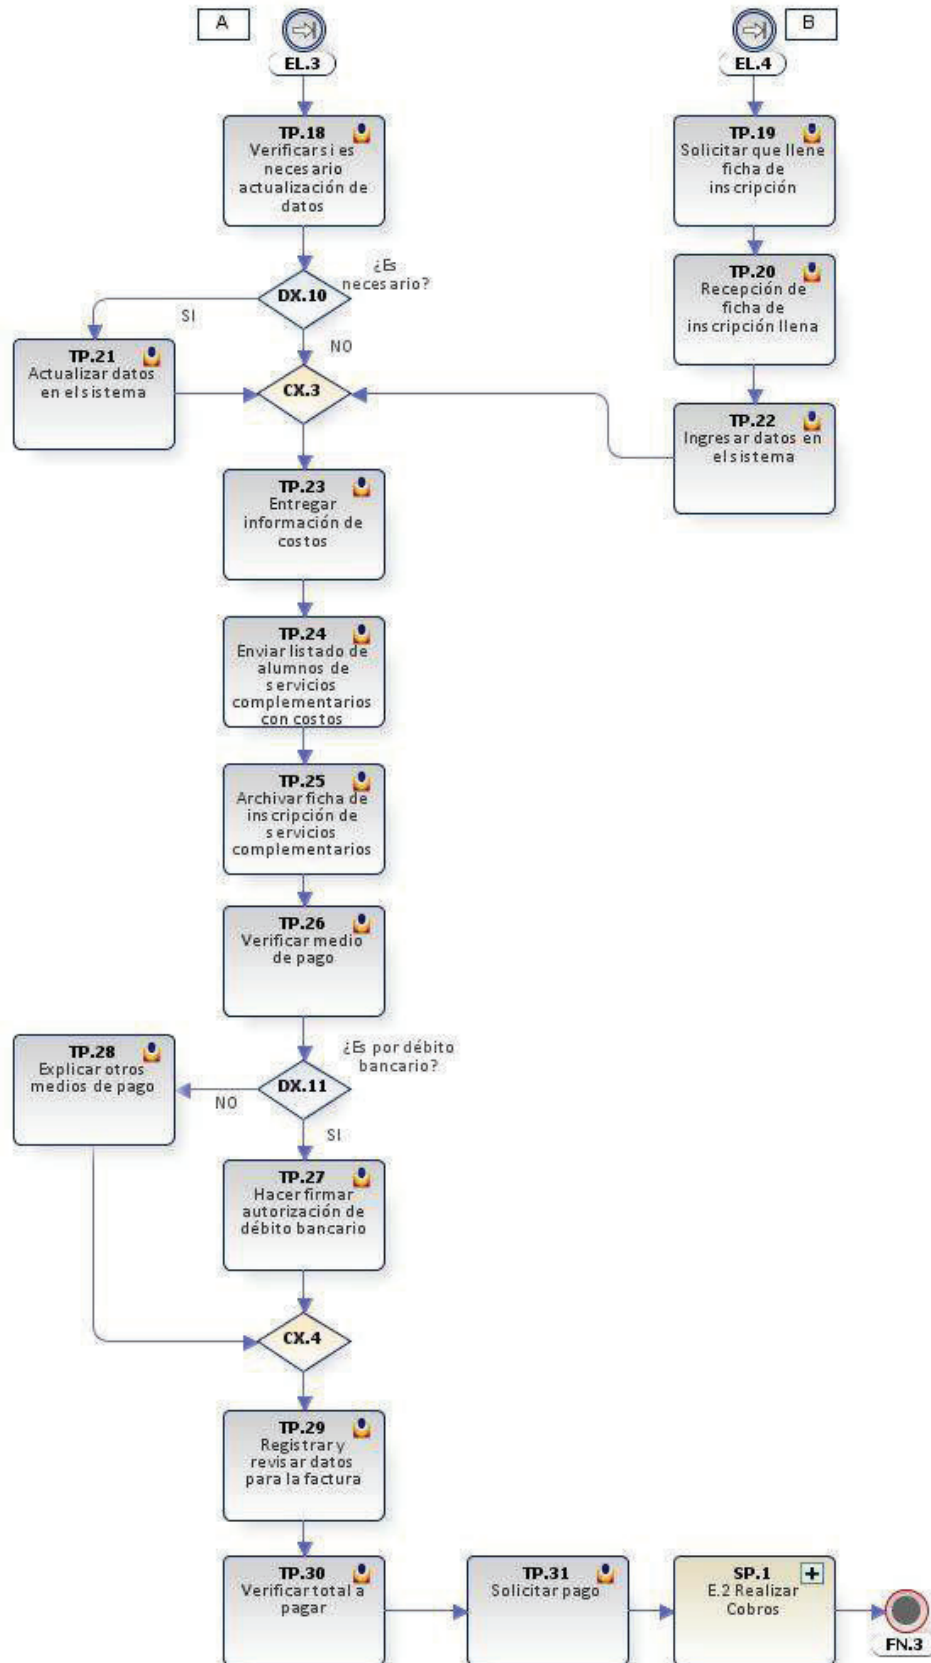 A
B
EL.3
EL.4
TP.18
Verificar si es
necesario
actualización de
datos
TP.19
Solicitar que llene
ficha de
inscripción
¿Es
necesario?
DX.10
SI
NO
TP.20
Recepción de
ficha de
inscripción llena
TP.21
Actualizar datos
en el sistema
CX.3
TP.22
Ingresar datos en
el sistema
TP.23
Entregar
información de
costos
TP.24
Enviar listado de
alumnos de
servicios
complementarios
con costos
TP.25
Archivar ficha de
inscripción de
servicios
complementarios
TP.26
Verificar medio
de pago
¿Es por débito
bancario?
TP.28
Explicar otros
medios de pago
DX.11
NO
SI
TP.27
Hacer firmar
autorización de
débito bancario
CX.4
TP.29
Registrar y
revisar datos
para la factura
TP.30
Verificar total a
pagar
TP.31
Solicitar pago
SP.1
E.2 Realizar
Cobros
FN.3